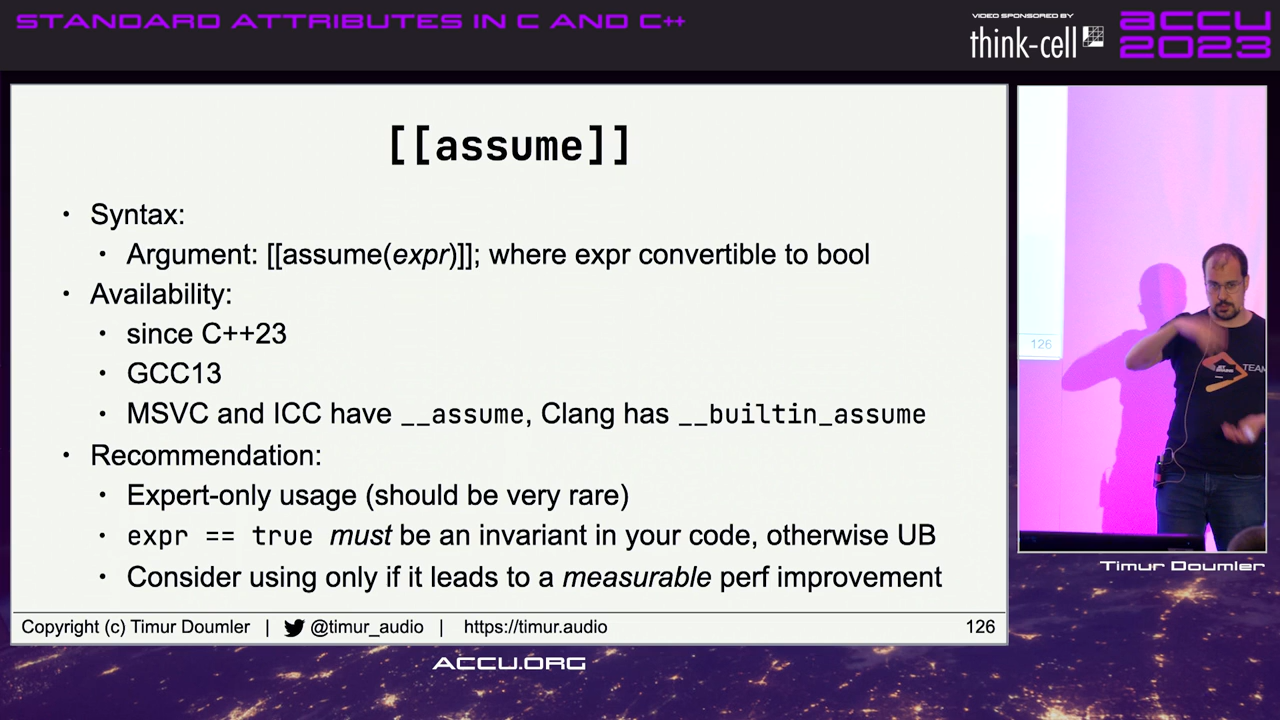 STANDARD ATTRIBUTES IN C AND C++
VIDEO SPONSORED BY
think-cell
ACCU
2023
[[assume]]
• Syntax:
• Argument: [[assume(expr)]]; where expr convertible to bool
• Availability:
• since C++23
• GCC13
• MSVC and ICC have __assume, Clang has __builtin_assume
• Recommendation:
• Expert-only usage (should be very rare)
• expr == true must be an invariant in your code, otherwise UB
• Consider using only if it leads to a measurable perf improvement
Copyright (c) Timur Doumler | @timur_audio | https://timur.audio 126
126
TEAM
Timur Doumler
ACCU.ORG